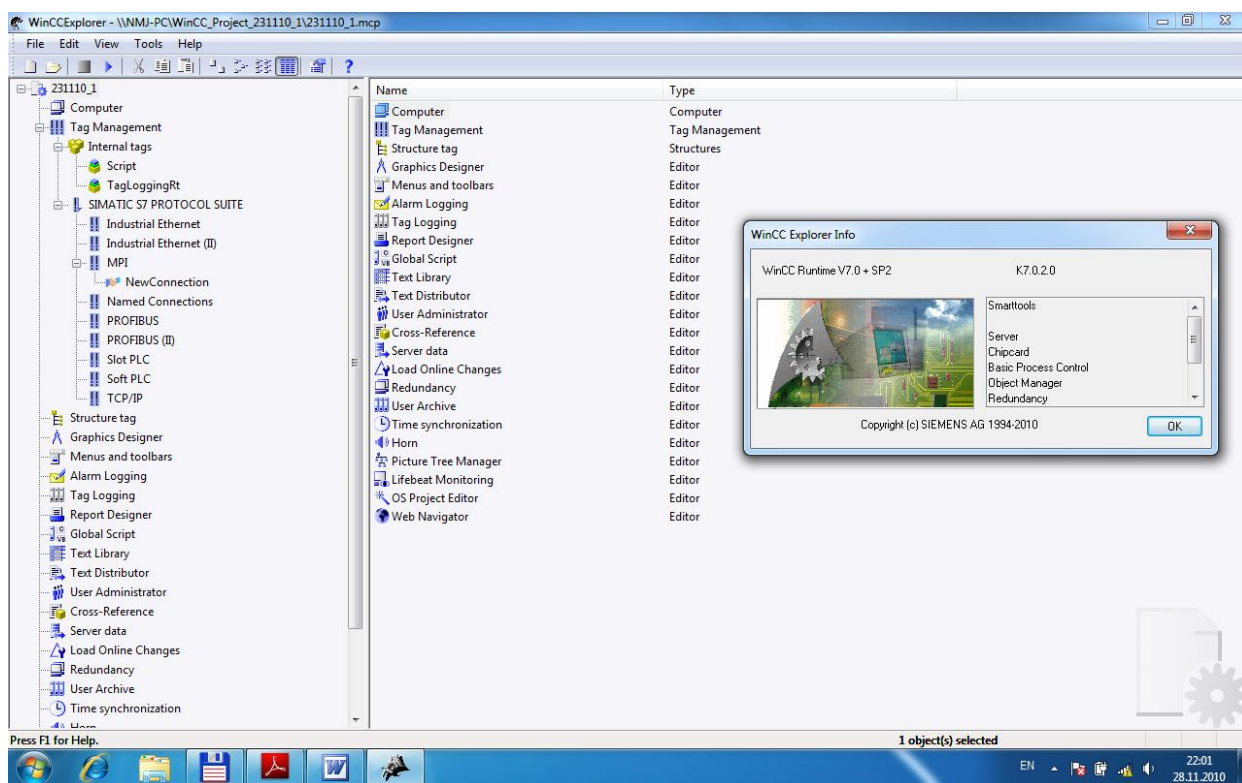 WinCCExplorer - \\NMJ-PC\WinCC_Project_231110_1\231110_1.mcp
File Edit View Tools Help
231110_1
Computer
Tag Management
Internal tags
Script
TagLoggingRt
SIMATIC S7 PROTOCOL SUITE
Industrial Ethernet
Industrial Ethernet (II)
MPI
NewConnection
Named Connections
PROFIBUS
PROFIBUS (II)
Slot PLC
Soft PLC
TCP/IP
Structure tag
Graphics Designer
Menus and toolbars
Alarm Logging
Tag Logging
Report Designer
Global Script
Text Library
Text Distributor
User Administrator
Cross-Reference
Server data
Load Online Changes
Redundancy
User Archive
Time synchronization
Horn
Name Type
Computer Computer
Tag Management Tag Management
Structure tag Structures
Graphics Designer Editor
Menus and toolbars Editor
Alarm Logging Editor
Tag Logging Editor
Report Designer Editor
Global Script Editor
Text Library Editor
Text Distributor Editor
User Administrator Editor
Cross-Reference Editor
Server data Editor
Load Online Changes Editor
Redundancy Editor
User Archive Editor
Time synchronization Editor
Horn Editor
Picture Tree Manager Editor
Lifebeat Monitoring Editor
OS Project Editor Editor
Web Navigator Editor
WinCC Explorer Info
WinCC Runtime V7.0 + SP2 K7.0.2.0
Smarttools
Server
Chipcard
Basic Process Control
Object Manager
Redundancy
Copyright (c) SIEMENS AG 1994-2010
OK
Press F1 for Help. 1 object(s) selected
EN 22:01
28.11.2010